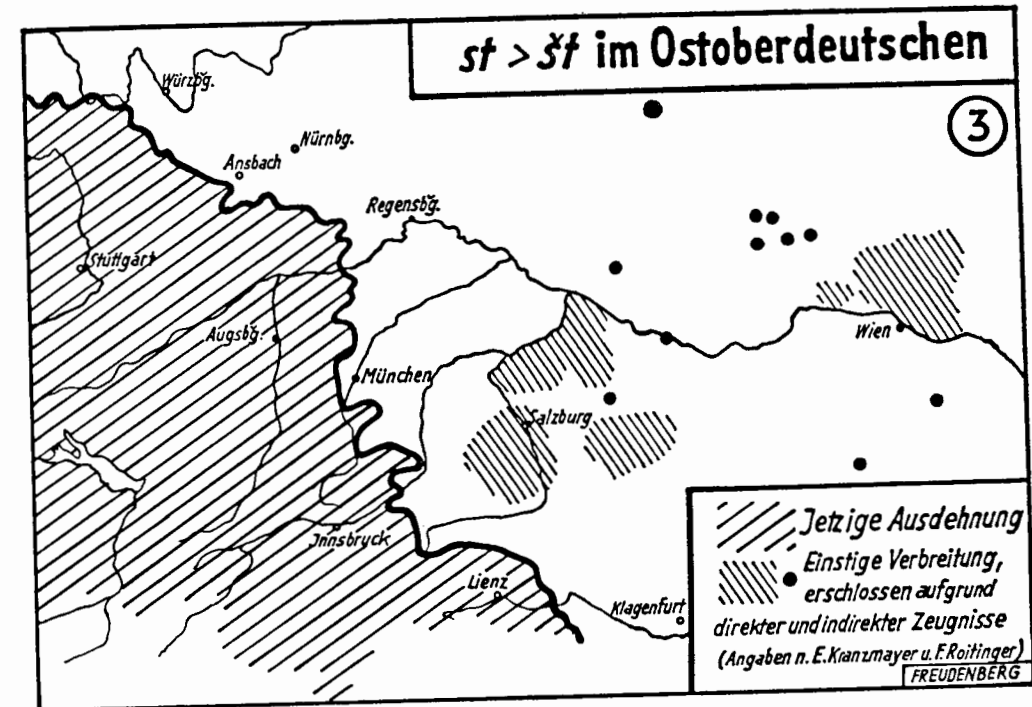 st > št im Ostoberdeutschen
3
Würzbg.
Nürnbg.
Ansbach
Regensbg.
Stuttgart
Augsbg.
München
Wien
Salzburg
Innsbruck
Lienz
Klagenfurt
Jetzige Ausdehnung
Einstige Verbreitung,
erschlossen aufgrund
direkter und indirekter Zeugnisse
(Angaben n. E. Kranzmayer u. F. Roitinger)
FREUDENBERG